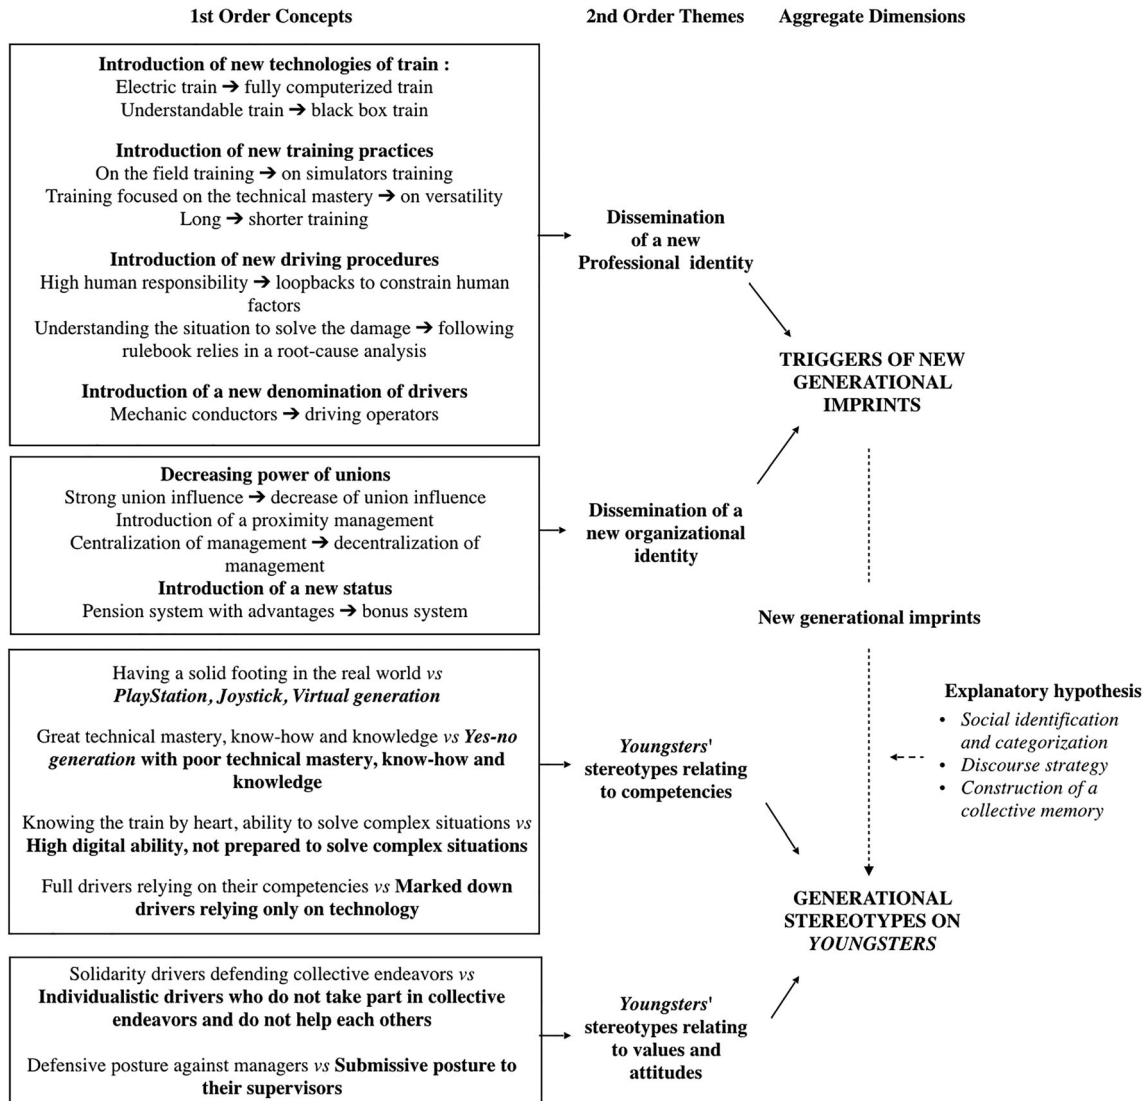 1st Order Concepts
2nd Order Themes
Aggregate Dimensions
Introduction of new technologies of train :
Electric train ➔ fully computerized train
Understandable train ➔ black box train
Introduction of new training practices
On the field training ➔ on simulators training
Training focused on the technical mastery ➔ on versatility
Long ➔ shorter training
Introduction of new driving procedures
High human responsibility ➔ loopbacks to constrain human
factors
Understanding the situation to solve the damage ➔ following
rulebook relies in a root-cause analysis
Introduction of a new denomination of drivers
Mechanic conductors ➔ driving operators
Dissemination
of a new
Professional identity
Decreasing power of unions
Strong union influence ➔ decrease of union influence
Introduction of a proximity management
Centralization of management ➔ decentralization of
management
Introduction of a new status
Pension system with advantages ➔ bonus system
Dissemination of a
new organizational
identity
TRIGGERS OF NEW
GENERATIONAL
IMPRINTS
New generational imprints
Explanatory hypothesis
• Social identification
and categorization
• Discourse strategy
• Construction of a
collective memory
Having a solid footing in the real world vs
PlayStation, Joystick, Virtual generation
Great technical mastery, know-how and knowledge vs Yes-no
generation with poor technical mastery, know-how and
knowledge
Knowing the train by heart, ability to solve complex situations vs
High digital ability, not prepared to solve complex situations
Full drivers relying on their competencies vs Marked down
drivers relying only on technology
Youngsters'
stereotypes relating
to competencies
Solidarity drivers defending collective endeavors vs
Individualistic drivers who do not take part in collective
endeavors and do not help each others
Defensive posture against managers vs Submissive posture to
their supervisors
Youngsters'
stereotypes relating
to values and
attitudes
GENERATIONAL
STEREOTYPES ON
YOUNGSTERS